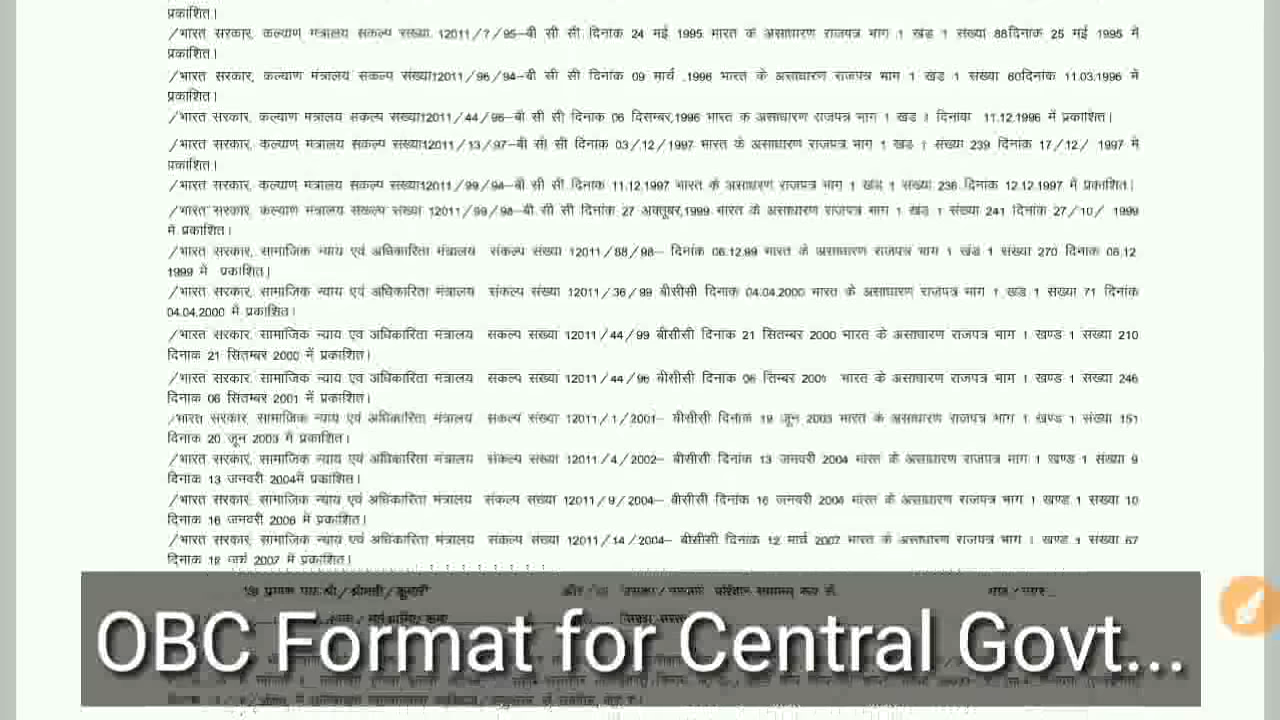 प्रकाशित।
/भारत सरकार, कल्याण मंत्रालय सकल्प सख्या. 12011/7/95–बी सी सी दिनांक 24 मई 1995 भारत के असाधारण राजपत्र भाग 1 खंड 1 संख्या 88दिनांक 25 मई 1995 में
प्रकाशित।
/भारत सरकार, कल्याण मंत्रालय सकल्प संख्या12011/96/94–बी सी सी दिनांक 09 मार्च .1996 भारत के असाधारण राजपत्र भाग 1 खंड 1 संख्या 60दिनांक 11.03.1996 में
प्रकाशित।
/भारत सरकार, कल्याण मंत्रालय सकल्प सख्या12011/44/96–बी सी सी दिनांक 06 दिसम्बर,1996 भारत के असाधारण राजपत्र भाग 1 खंड 1 दिनांक 11.12.1996 में प्रकाशित।
/भारत सरकार, कल्याण मंत्रालय सकल्प सख्या12011/13/97–बी सी सी दिनांक 03/12/1997 भारत के असाधारण राजपत्र भाग 1 खंड 1 संख्या 239 दिनांक 17/12/ 1997 में
प्रकाशित।
/भारत सरकार, कल्याण मंत्रालय सकल्प सख्या12011/99/94–बी सी सी दिनांक 11.12.1997 भारत के असाधारण राजपत्र भाग 1 खंड 1 संख्या 236 दिनांक 12.12.1997 में प्रकाशित।
/भारत सरकार, कल्याण मंत्रालय सकल्प संख्या 12011/99/98–बी सी सी दिनांक 27 अक्तूबर,1999 भारत के असाधारण राजपत्र भाग 1 खंड 1 संख्या 241 दिनांक 27/10/ 1999
में प्रकाशित।
/भारत सरकार, सामाजिक न्याय एवं अधिकारिता मंत्रालय संकल्प संख्या 12011/88/98– दिनांक 06.12.99 भारत के असाधारण राजपत्र भाग 1 खंड 1 संख्या 270 दिनांक 06.12
1999 में प्रकाशित।
/भारत सरकार, सामाजिक न्याय एवं अधिकारिता मंत्रालय संकल्प संख्या 12011/36/99 बीसीसी दिनांक 04.04.2000 भारत के असाधारण राजपत्र भाग 1 खंड 1 संख्या 71 दिनांक
04.04.2000 में प्रकाशित।
/भारत सरकार, सामाजिक न्याय एवं अधिकारिता मंत्रालय सकल्प सख्या 12011/44/99 बीसीसी दिनांक 21 सितम्बर 2000 भारत के असाधारण राजपत्र भाग 1 खण्ड 1 संख्या 210
दिनांक 21 सितम्बर 2000 में प्रकाशित।
/भारत सरकार, सामाजिक न्याय एवं अधिकारिता मंत्रालय सकल्प सख्या 12011/44/96 बीसीसी दिनांक 06 2001 भारत के असाधारण राजपत्र भाग 1 खण्ड 1 संख्या 246
दिनांक 06 सितम्बर 2001 में प्रकाशित।
/भारत सरकार, सामाजिक न्याय एवं अधिकारिता मंत्रालय संकल्प संख्या 12011/1/2001– बीसीसी दिनांक 19 जून 2003 भारत के असाधारण राजपत्र भाग 1 खण्ड 1 संख्या 151
दिनांक 20 जून 2003 में प्रकाशित।
/भारत सरकार, सामाजिक न्याय एवं अधिकारिता मंत्रालय संकल्प संख्या 12011/4/2002– बीसीसी दिनांक 13 जनवरी 2004 भारत के असाधारण राजपत्र भाग 1 खण्ड 1 संख्या 9
दिनांक 13 जनवरी 2004में प्रकाशित।
/भारत सरकार, सामाजिक न्याय एवं अधिकारिता मंत्रालय संकल्प संख्या 12011/9/2004– बीसीसी दिनांक 16 जनवरी 2006 भारत के असाधारण राजपत्र भाग 1 खण्ड 1 संख्या 10
दिनांक 16 जनवरी 2006 में प्रकाशित।
/भारत सरकार, सामाजिक न्याय एवं अधिकारिता मंत्रालय संकल्प संख्या 12011/14/2004– बीसीसी दिनांक 12 मार्च 2007 भारत के असाधारण राजपत्र भाग 1 खण्ड 1 संख्या 67
दिनांक 2007 में प्रकाशित।
OBC Format for Central Govt...